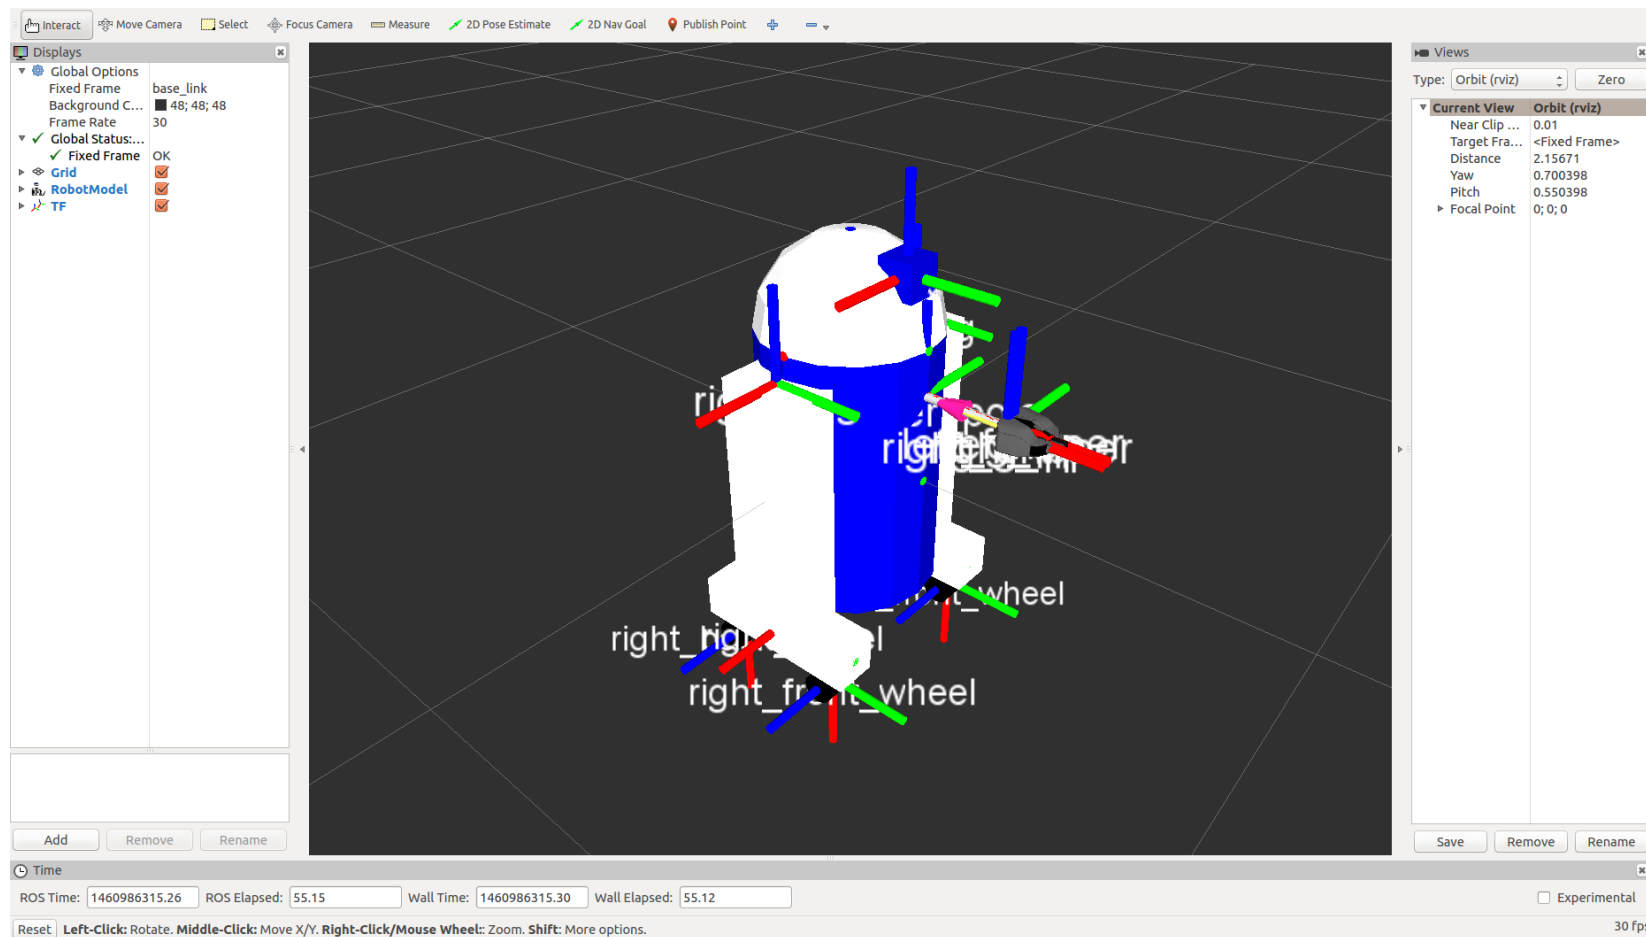 Interact Move Camera Select Focus Camera Measure 2D Pose Estimate 2D Nav Goal Publish Point
Displays
Global Options
Fixed Frame base_link
Background C... 48; 48; 48
Frame Rate 30
Global Status:...
Fixed Frame OK
Grid
RobotModel
TF
Add Remove Rename
right_front_wheel
Views
Type: Orbit (rviz) Zero
Current View Orbit (rviz)
Near Clip ... 0.01
Target Fra... <Fixed Frame>
Distance 2.15671
Yaw 0.700398
Pitch 0.550398
Focal Point 0; 0; 0
Save Remove Rename
Time
ROS Time: 1460986315.26 ROS Elapsed: 55.15 Wall Time: 1460986315.30 Wall Elapsed: 55.12 Experimental
Reset Left-Click: Rotate. Middle-Click: Move X/Y. Right-Click/Mouse Wheel:: Zoom. Shift: More options. 30 fps